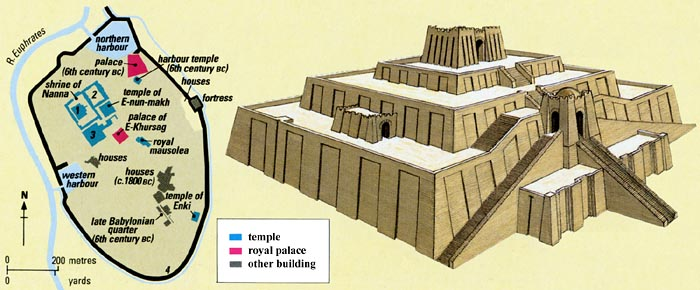 R. Euphrates
northern
harbour
palace
(6th century BC)
harbour temple
(6th century BC)
houses
fortress
shrine of
Nanna
1
2
3
temple of
E-nun-makh
palace of
E-Khursag
royal
mausolea
houses
western
harbour
houses
(c.1800 BC)
temple of
Enki
late Babylonian
quarter
(6th century BC)
4
N
0 200 metres
0 yards
temple
royal palace
other building